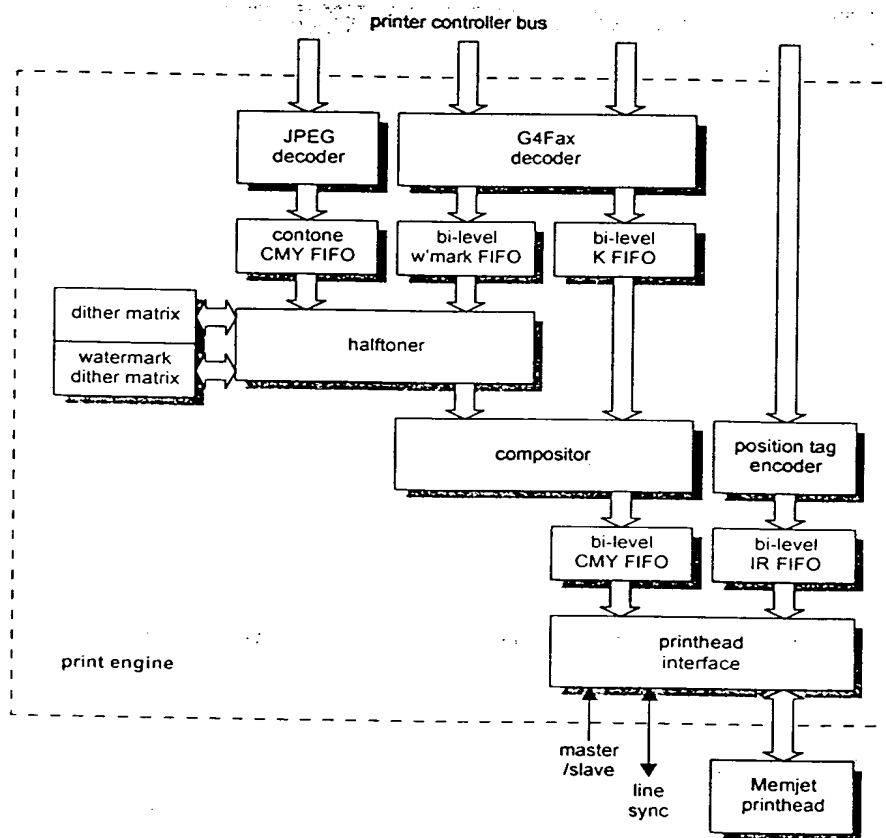 printer controller bus
JPEG
decoder
G4Fax
decoder
contone
CMY FIFO
bi-level
w'mark FIFO
bi-level
K FIFO
dither matrix
watermark
dither matrix
halftoner
compositor
position tag
encoder
bi-level
CMY FIFO
bi-level
IR FIFO
printhead
interface
print engine
master
/slave
line
sync
Memjet
printhead